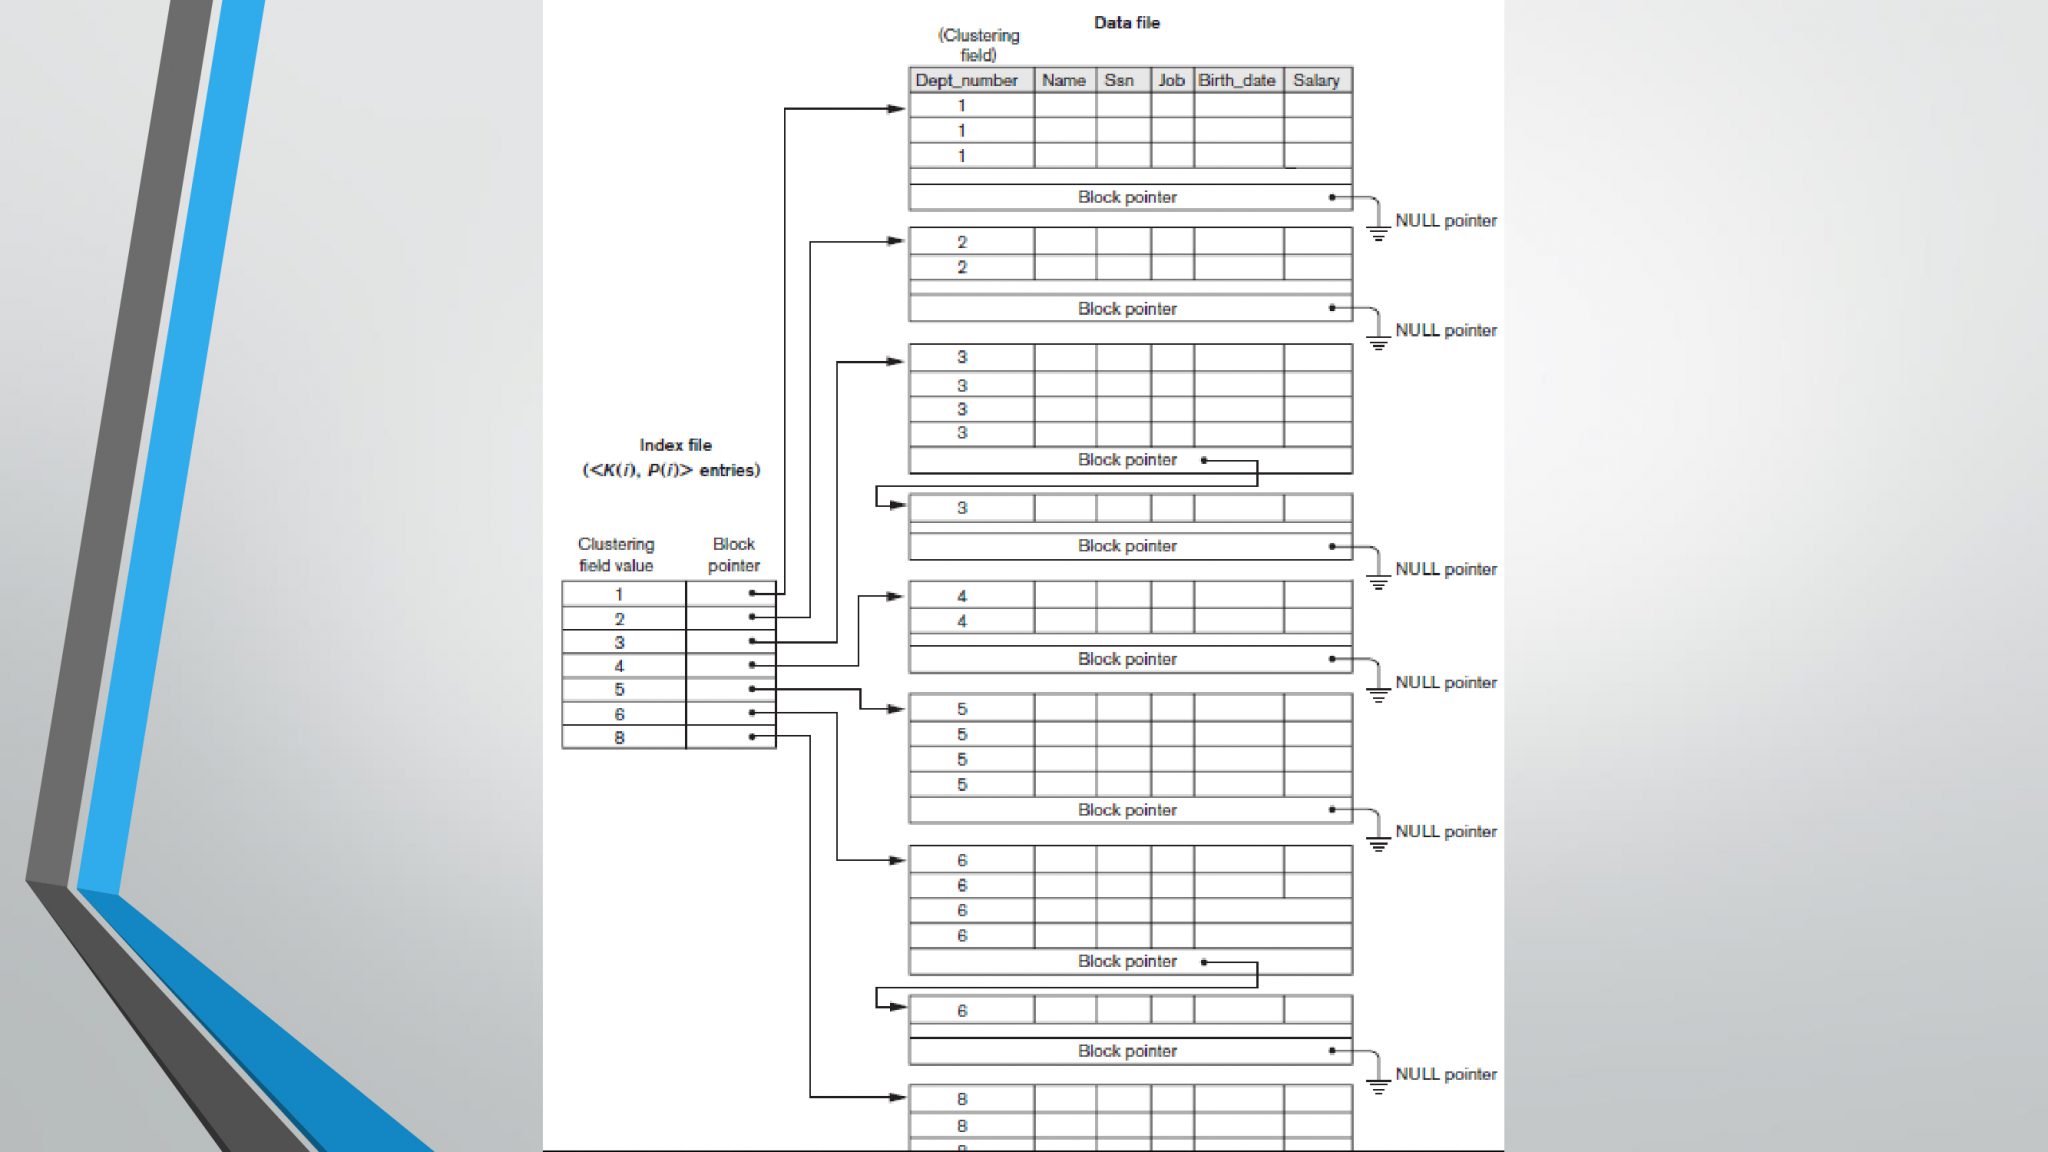 Data file
(Clustering
field)
Dept_number Name Ssn Job Birth_date Salary
1
1
1
Block pointer
NULL pointer
2
2
Block pointer
NULL pointer
3
3
3
3
Block pointer
3
Block pointer
NULL pointer
4
4
Block pointer
NULL pointer
5
5
5
5
Block pointer
NULL pointer
6
6
6
6
Block pointer
6
Block pointer
NULL pointer
8
8
Index file
(<K(i), P(i)> entries)
Clustering
field value
Block
pointer
1
2
3
4
5
6
8